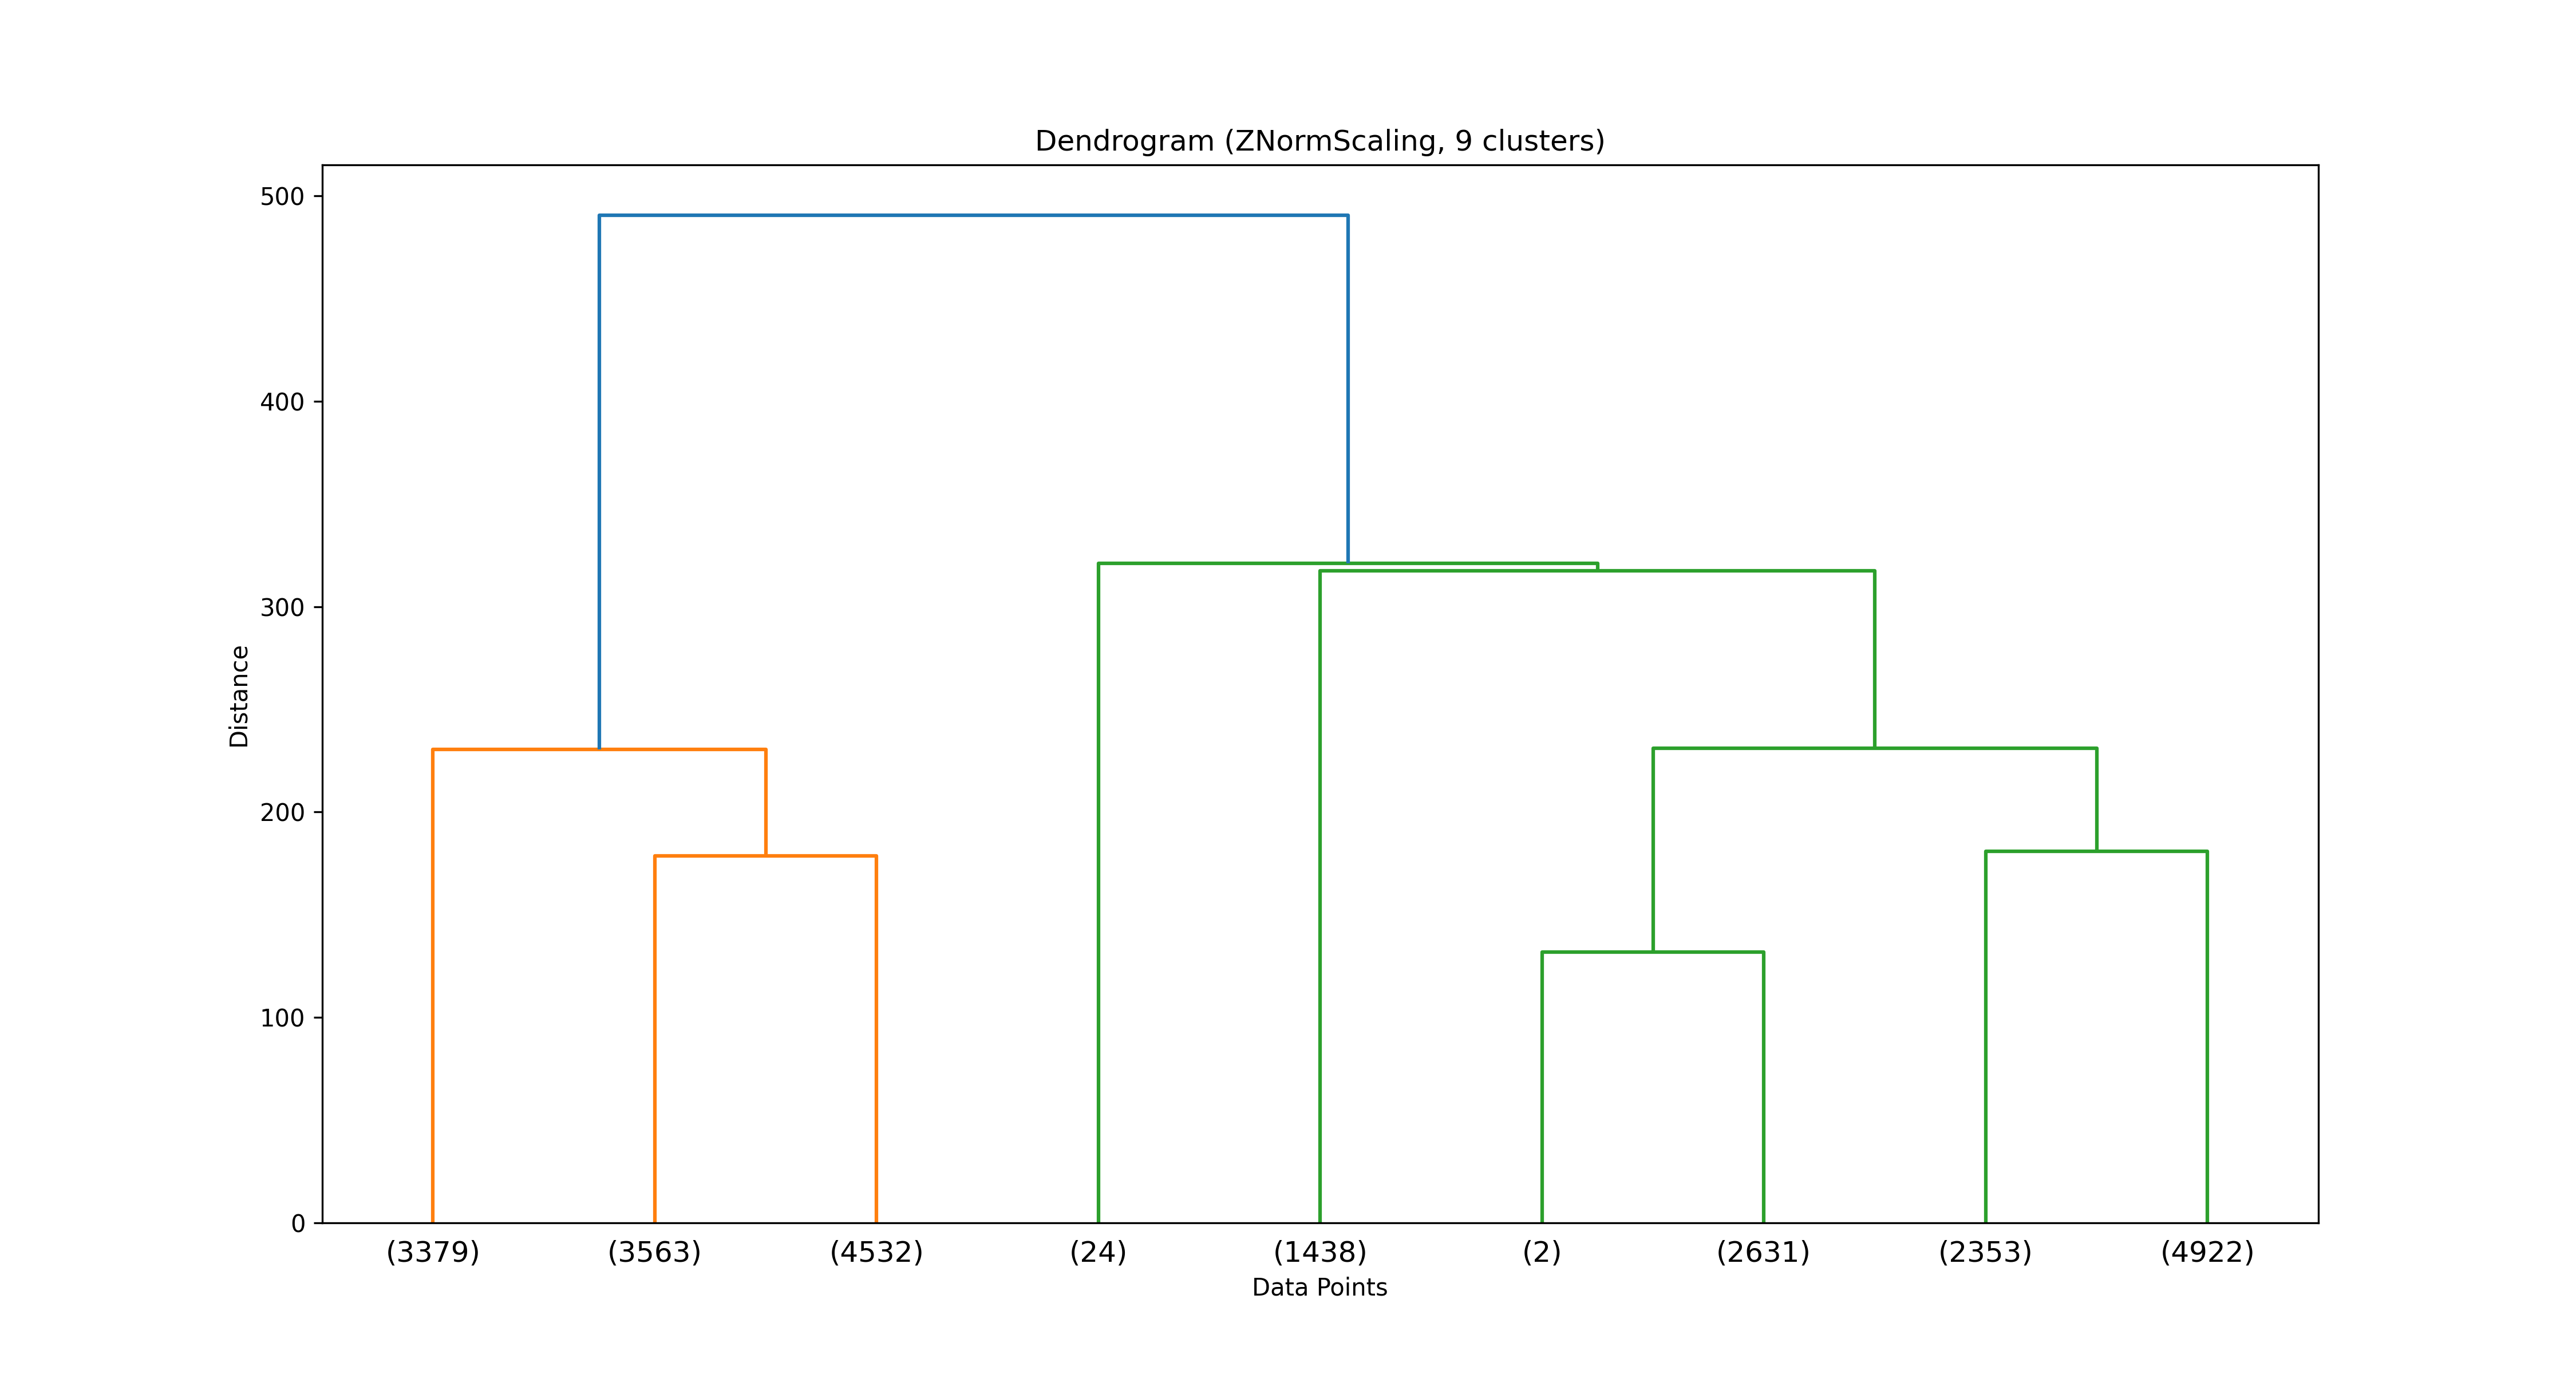 Dendrogram (ZNormScaling, 9 clusters)
500
400
300
200
100
0
Distance
(3379) (3563) (4532) (24) (1438) (2) (2631) (2353) (4922)
Data Points